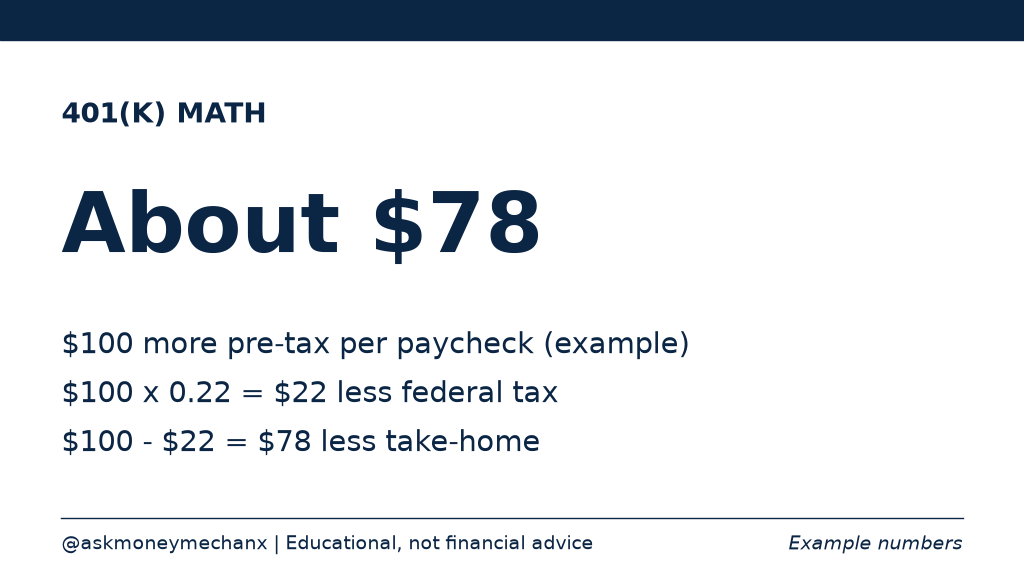 401(K) MATH
About $78
$100 more pre-tax per paycheck (example)
$100 x 0.22 = $22 less federal tax
$100 - $22 = $78 less take-home
@askmoneymechanx | Educational, not financial advice
Example numbers